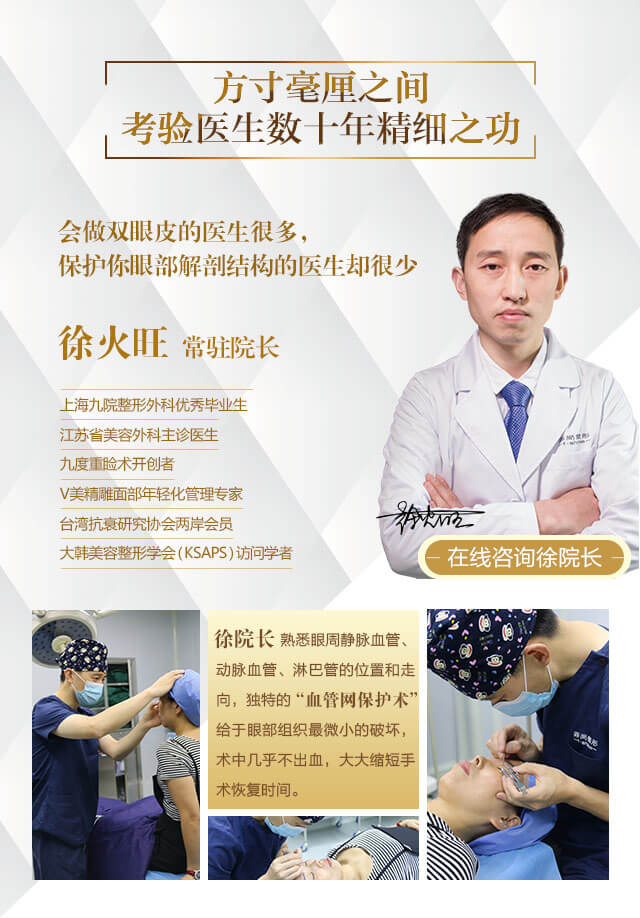 方寸毫厘之间
考验医生数十年精细之功
会做双眼皮的医生很多，
保护你眼部解剖结构的医生却很少
徐火旺 常驻院长
上海九院整形外科优秀毕业生
江苏省美容外科主诊医生
九度重睑术开创者
V美精雕面部年轻化管理专家
台湾抗衰研究协会两岸会员
大韩美容整形学会（KSAPS）访问学者
徐火旺
在线咨询徐院长
徐院长 熟悉眼周静脉血管、
动脉血管、淋巴管的位置和走
向，独特的“血管网保护术”
给于眼部组织最微小的破坏，
术中几乎不出血，大大缩短手
术恢复时间。